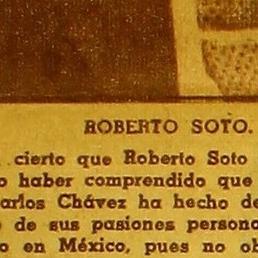 ROBERTO SOTO.
cierto que Roberto Soto
o haber comprendido que
arlos Chávez ha hecho de
de sus pasiones persona
o en México, pues no ob